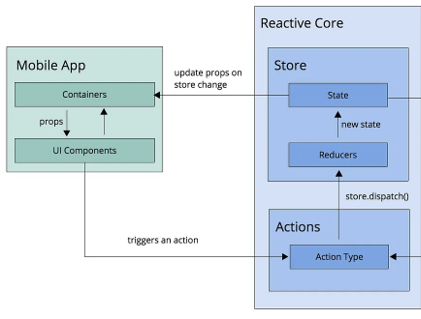 Reactive Core
Mobile App
Store
update props on
store change
Containers
State
props
new state
UI Components
Reducers
store.dispatch()
Actions
triggers an action
Action Type